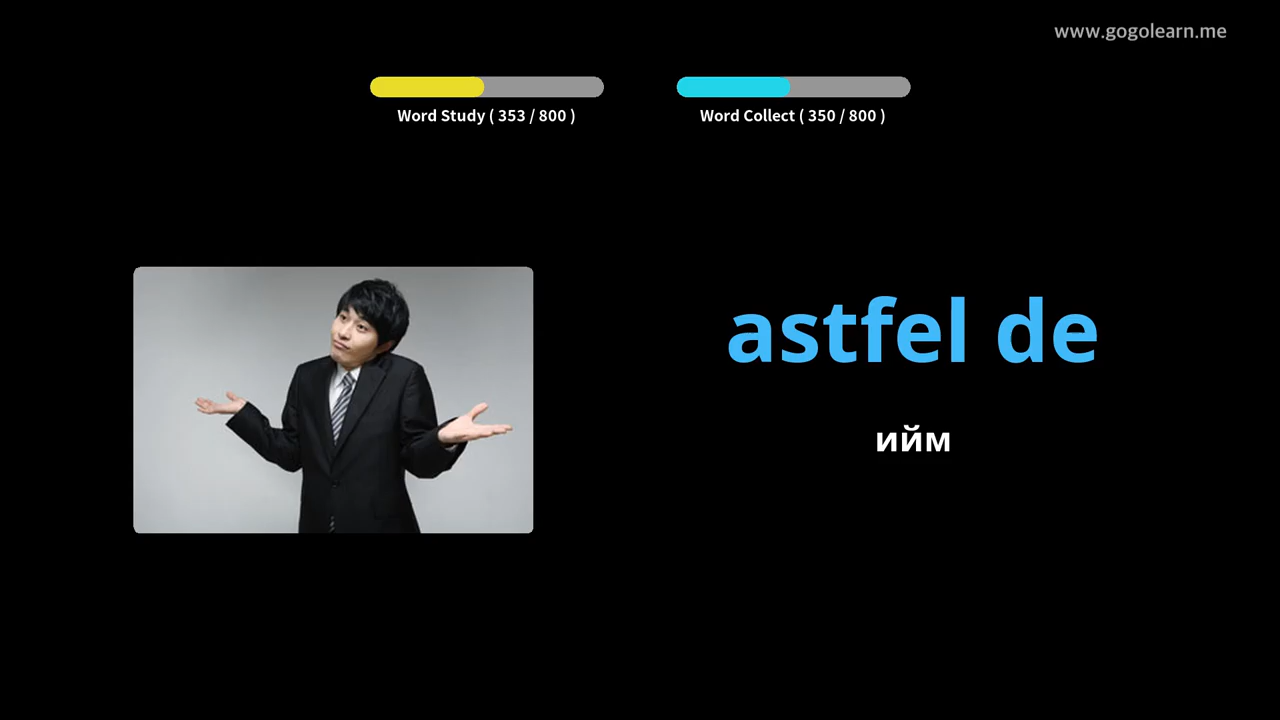 www.gogolearn.me
Word Study ( 353 / 800 )
Word Collect ( 350 / 800 )
astfel de
ийм